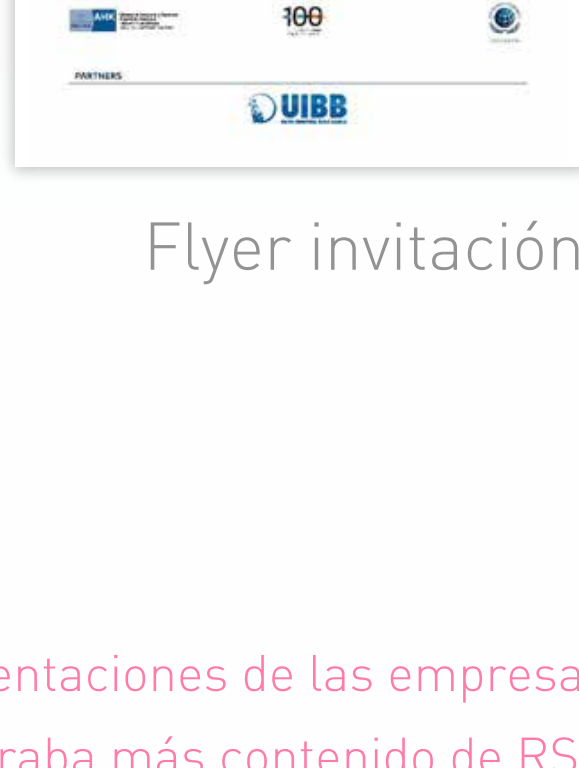 AHK
100
PARTNERS
UIBB
Flyer invitación
entaciones de las empresa
raba más contenido de RS